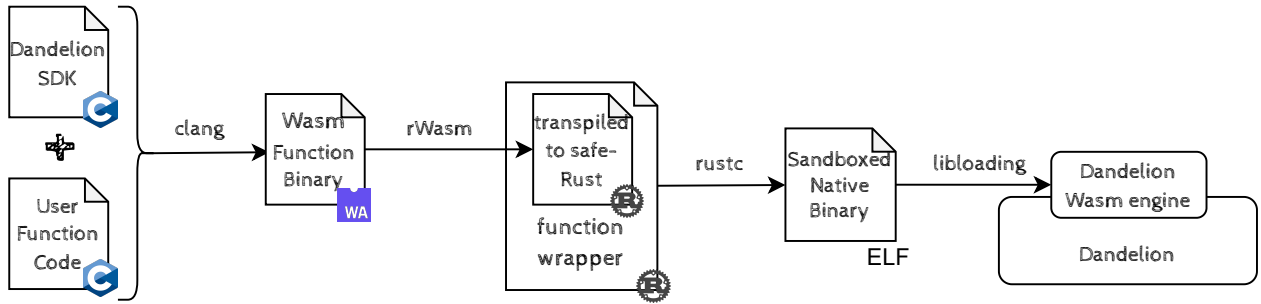 Dandelion
SDK
C
User
Function
Code
C
clang
Wasm
Function
Binary
WA
rWasm
transpiled
to safe-
Rust
R
function
wrapper
R
rustc
Sandboxed
Native
Binary
ELF
libloading
Dandelion
Wasm engine
Dandelion